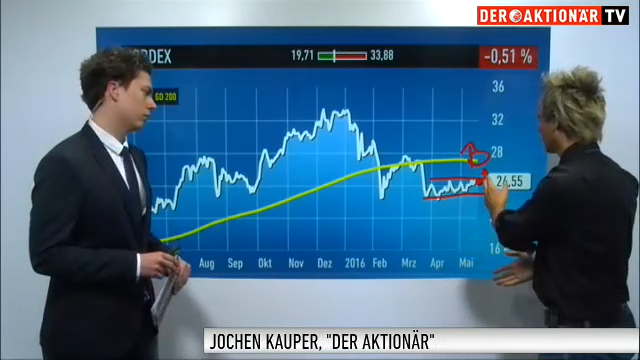 DER AKTIONÄR TV
19,71 33,88
-0,51 %
GD 200
36
32
28
24,55
16
Aug Sep Okt Nov Dez 2016 Feb Mrz Apr Mai
JOCHEN KAUPER, "DER AKTIONÄR"